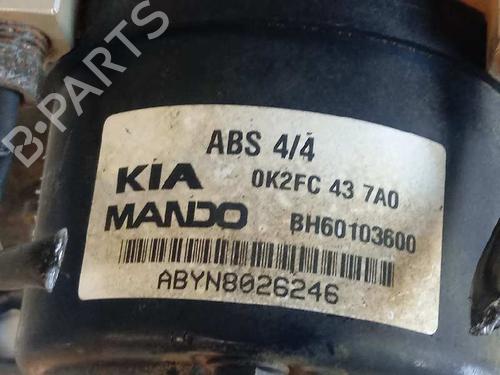 ABS 4/4
KIA 0K2FC 43 7A0
MANDO BH60103600
ABYN8026246
B-PARTS